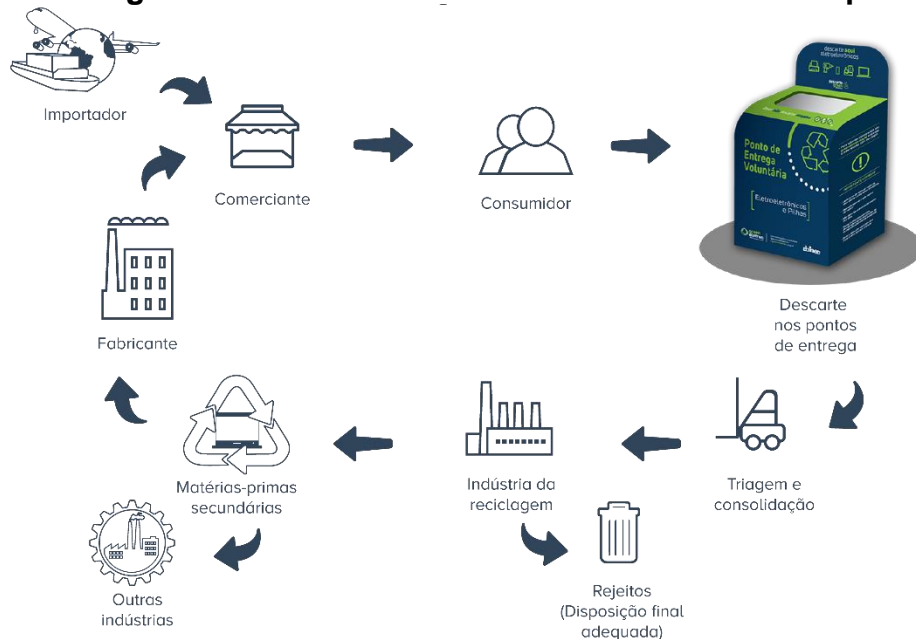 Importador
Comerciante
Consumidor
Ponto de
Entrega
Voluntária
Eletroeletrônicos
e Pilhas
Descarte
nos pontos
de entrega
Fabricante
Matérias-primas
secundárias
Indústria da
reciclagem
Triagem e
consolidação
Outras
indústrias
Rejeitos
(Disposição final
adequada)